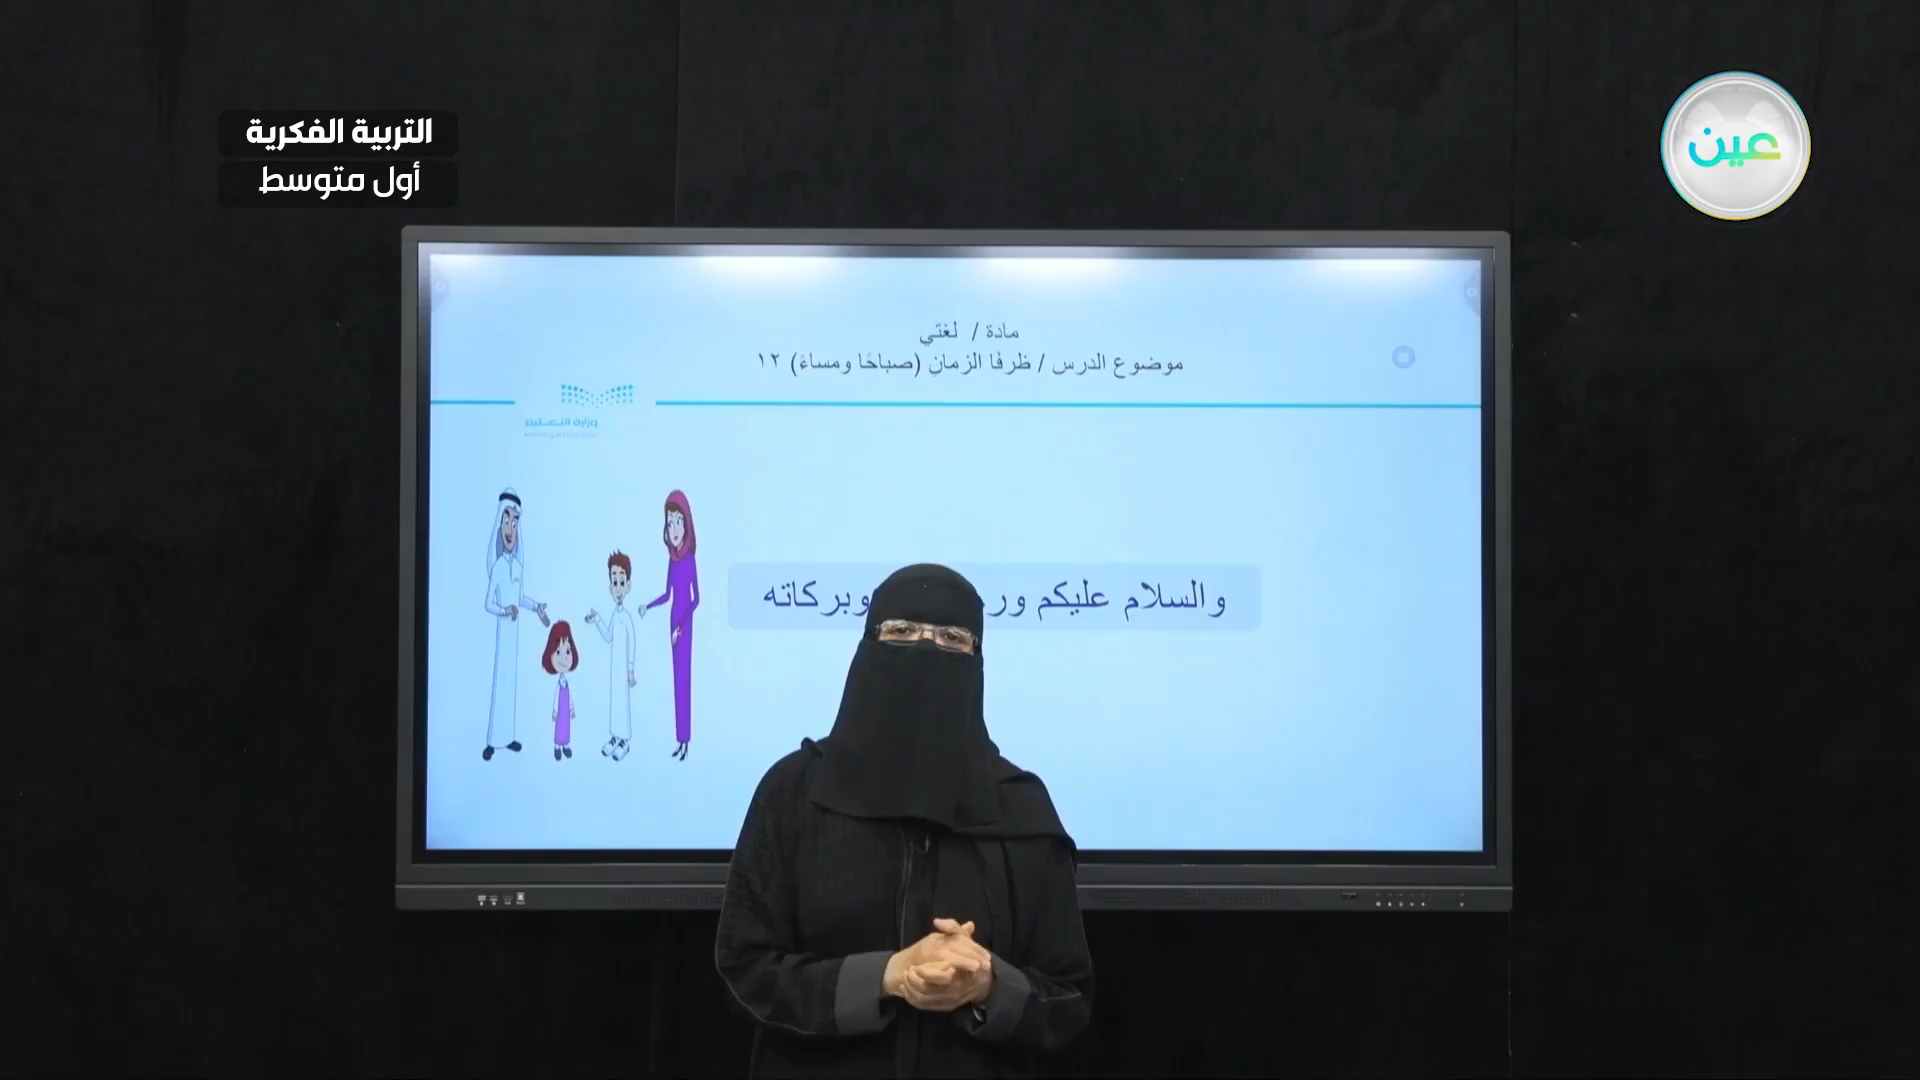 التربية الفكرية
أول متوسط
عين
مادة / لغتي
موضوع الدرس / ظرفَا الزمانِ (صباحًا ومساءً) ١٢
وزارة التعليم
والسلام عليكم ور وبركاته